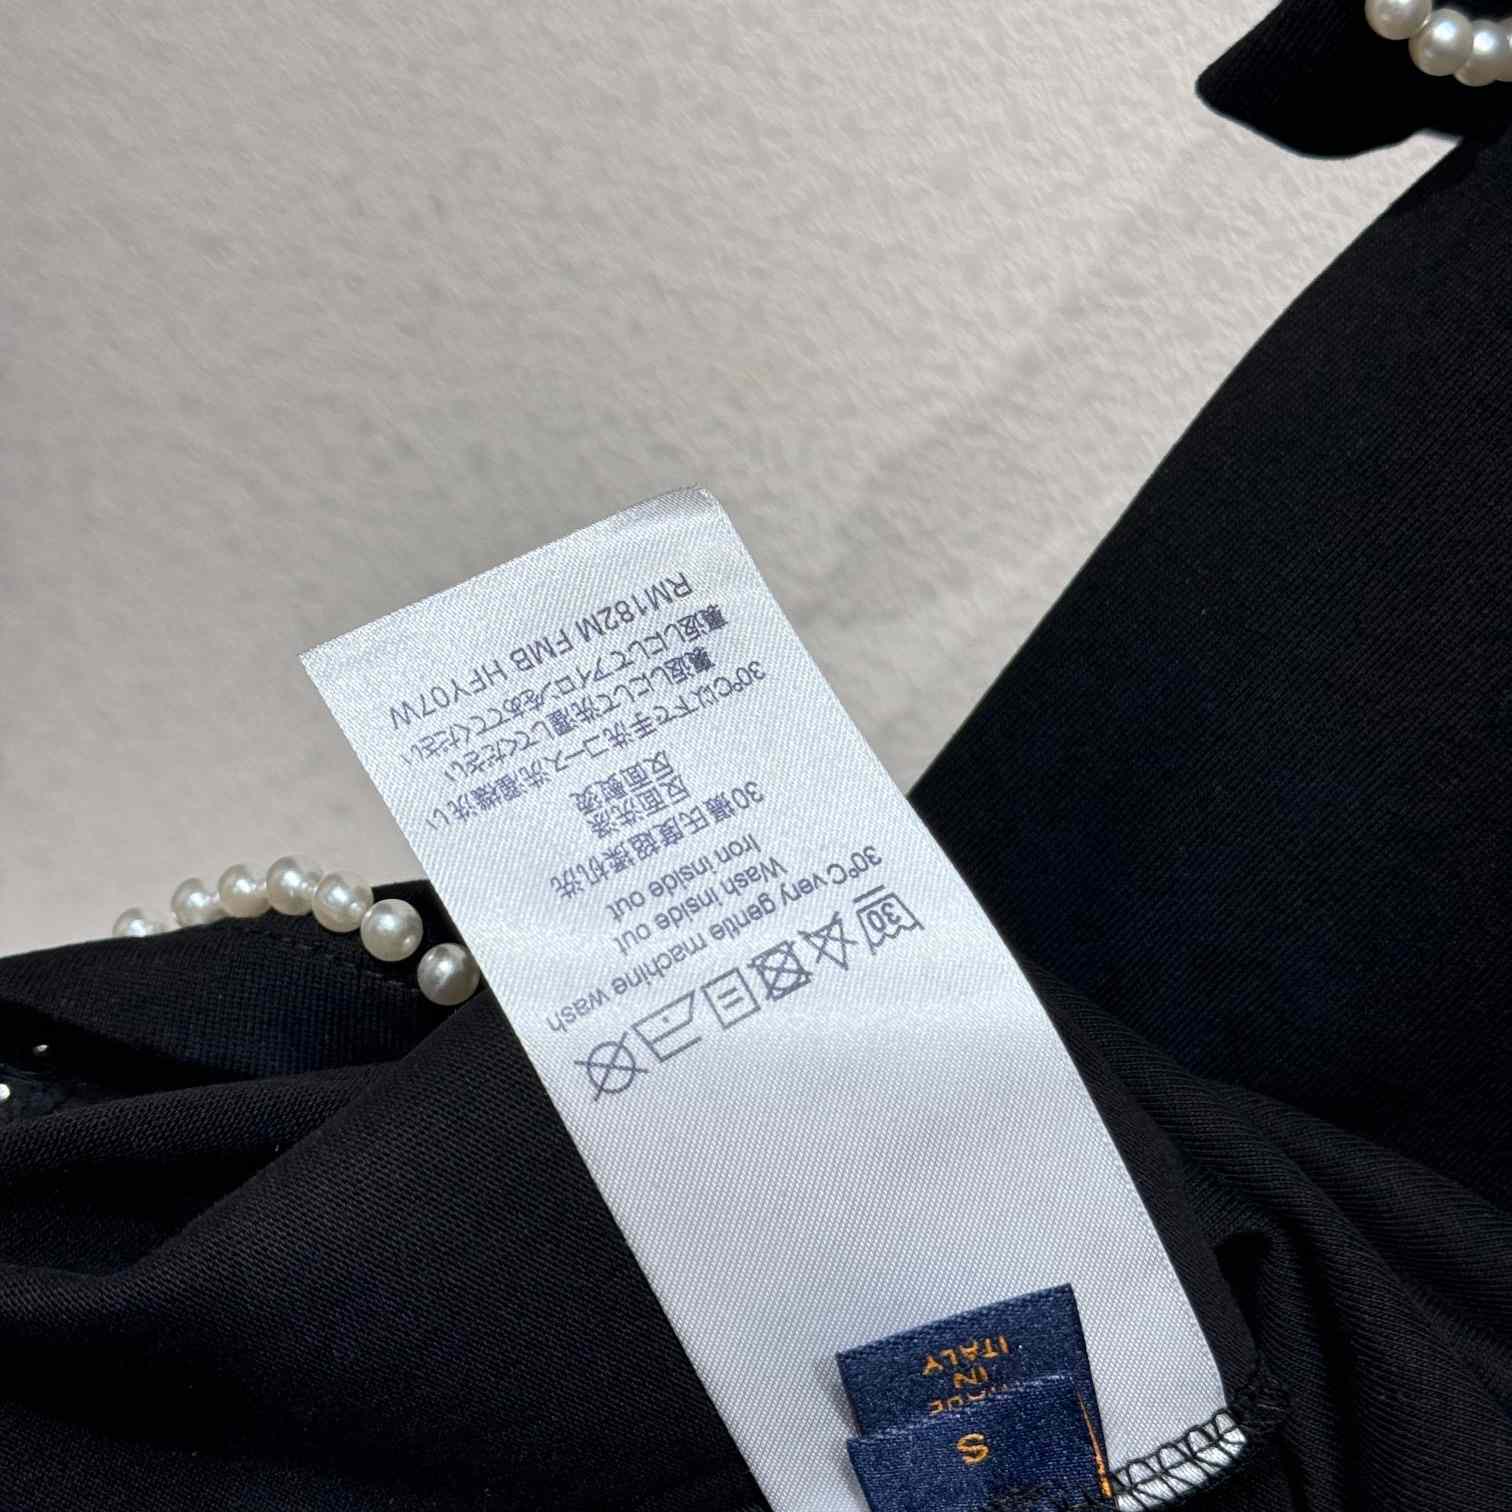 S
IN
ITALY
30
30°C very gentle machine wash
Wash inside out
Iron inside out
30攝氏度超揉机洗
反面洗滌
反面熨燙
30°C以下で手洗コース洗濯機洗い
裏返しにして洗濯してください
裏返しにしてアイロンをあててください
RM182M FMB HFY07W